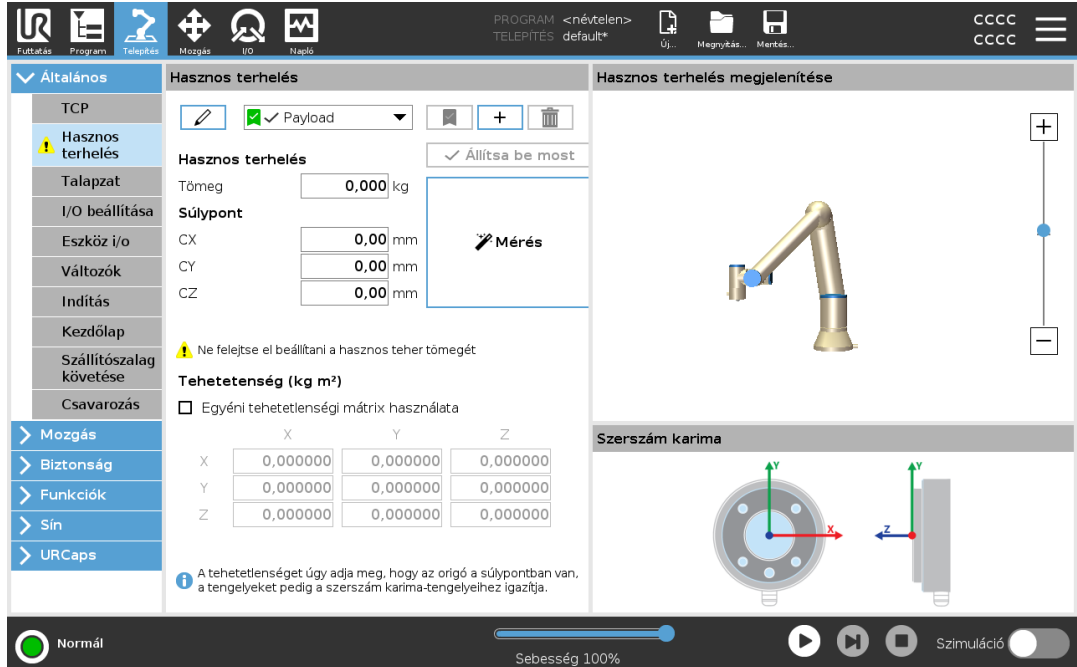 PROGRAM <névtelen>
TELEPÍTÉS default*
CCCC
CCCC
Futtatás Program Telepítés Mozgás I/O Napló Új... Megnyitás... Mentés...
Általános
TCP
Hasznos terhelés
Talapzat
I/O beállítása
Eszköz i/o
Változók
Indítás
Kezdőlap
Szállítószalag követése
Csavarozás
Mozgás
Biztonság
Funkciók
Sín
URCaps
Hasznos terhelés
Payload
Hasznos terhelés
Állítsa be most
Tömeg 0,000 kg
Súlypont
CX 0,00 mm
CY 0,00 mm
CZ 0,00 mm
Mérés
Ne felejtse el beállítani a hasznos teher tömegét
Tehetetenség (kg m²)
Egyéni tehetetlenségi mátrix használata
X Y Z
X 0,000000 0,000000 0,000000
Y 0,000000 0,000000 0,000000
Z 0,000000 0,000000 0,000000
A tehetetlenséget úgy adja meg, hogy az origó a súlypontban van,
a tengelyeket pedig a szerszám karima-tengelyeihez igazítja.
Hasznos terhelés megjelenítése
Szerszám karima
Y
X
Y
Z
Normál
Sebesség 100%
Szimuláció